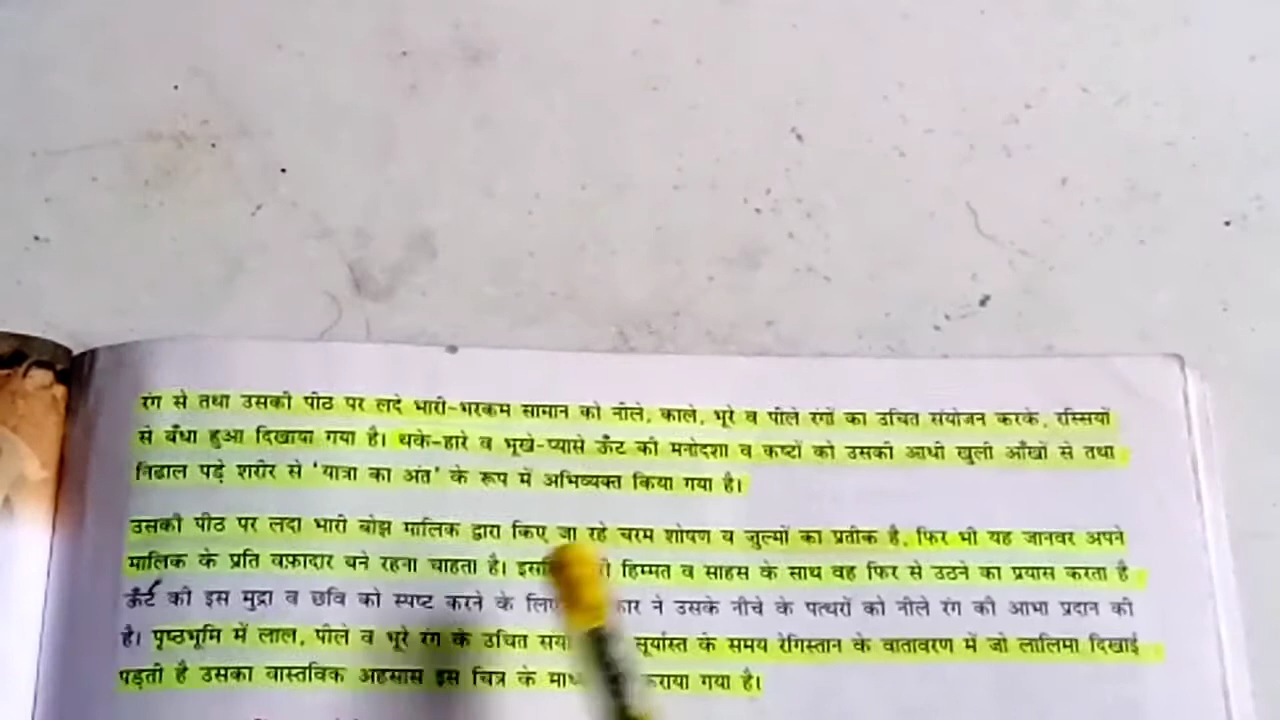 रंग से तथा उसकी पीठ पर लदे भारी-भरकम सामान को नीले, काले, भूरे व पीले रंगों का उचित संयोजन करके, रस्सियों
से बँधा हुआ दिखाया गया है। थके-हारे व भूखे-प्यासे ऊँट की मनोदशा व कष्टों को उसकी आधी खुली आँखों से तथा
निढाल पड़े शरीर से 'यात्रा का अंत' के रूप में अभिव्यक्त किया गया है।
उसकी पीठ पर लदा भारी बोझ मालिक द्वारा किए जा रहे चरम शोषण व जुल्मों का प्रतीक है, फिर भी यह जानवर अपने
मालिक के प्रति वफ़ादार बने रहना चाहता है। हिम्मत व साहस के साथ वह फिर से उठने का प्रयास करता है
ऊँट की इस मुद्रा व छवि को स्पष्ट करने के लिए ने उसके नीचे के पत्थरों को नीले रंग की आभा प्रदान की
है। पृष्ठभूमि में लाल, पीले व भूरे रंग के उचित सूर्यास्त के समय रेगिस्तान के वातावरण में जो लालिमा दिखाई
पड़ती है उसका वास्तविक अहसास इस चित्र के कराया गया है।